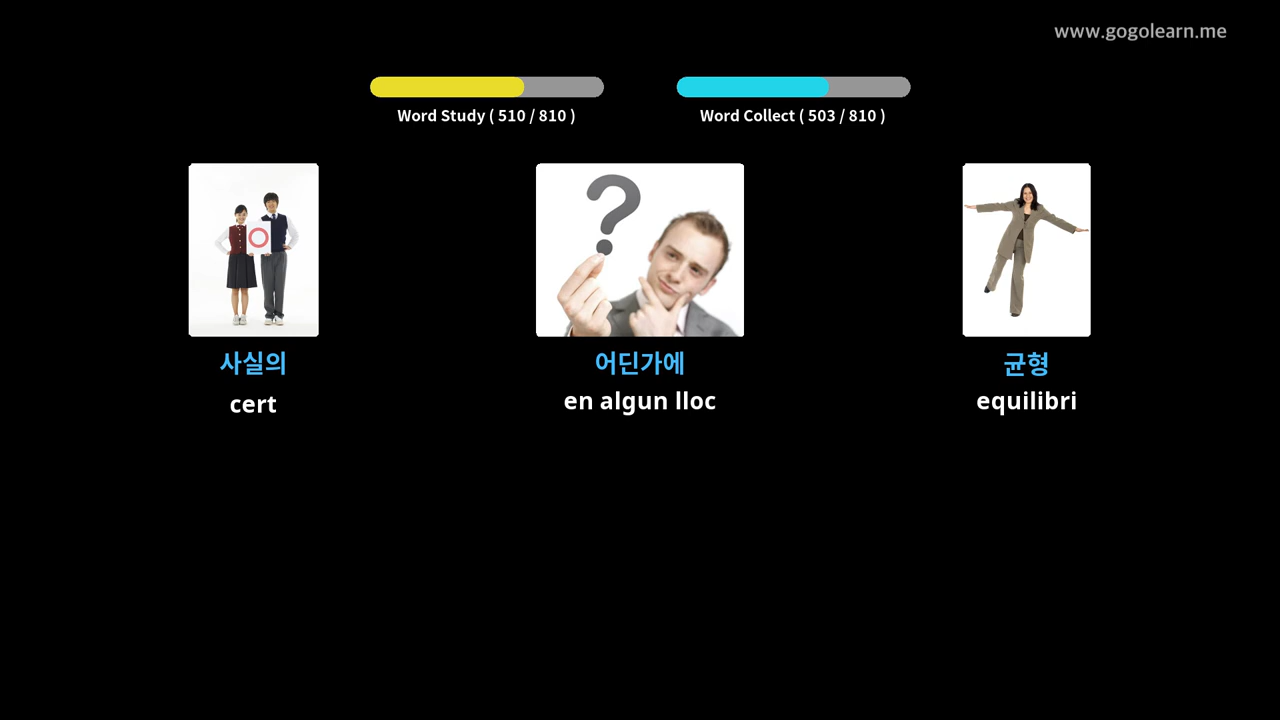 www.gogolearn.me
Word Study ( 510 / 810 )
Word Collect ( 503 / 810 )
사실의
cert
어딘가에
en algun lloc
균형
equilibri